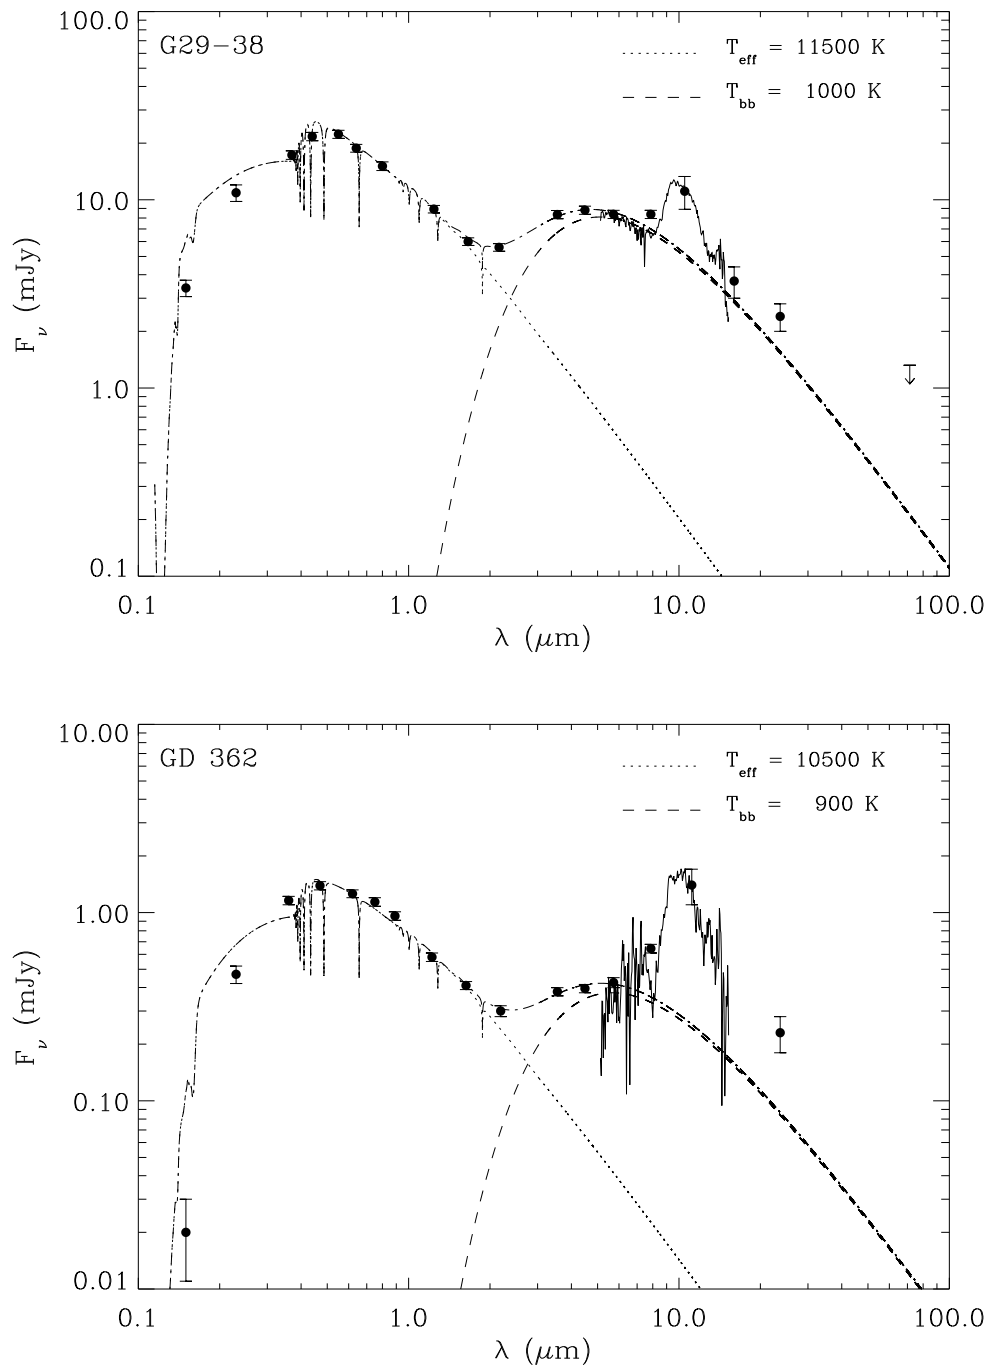 G29-38
T_eff = 11500 K
T_bb = 1000 K
100.0
10.0
1.0
0.1
F_ν (mJy)
0.1 1.0 10.0 100.0
λ (μm)
GD 362
T_eff = 10500 K
T_bb = 900 K
10.00
1.00
0.10
0.01
F_ν (mJy)
0.1 1.0 10.0 100.0
λ (μm)